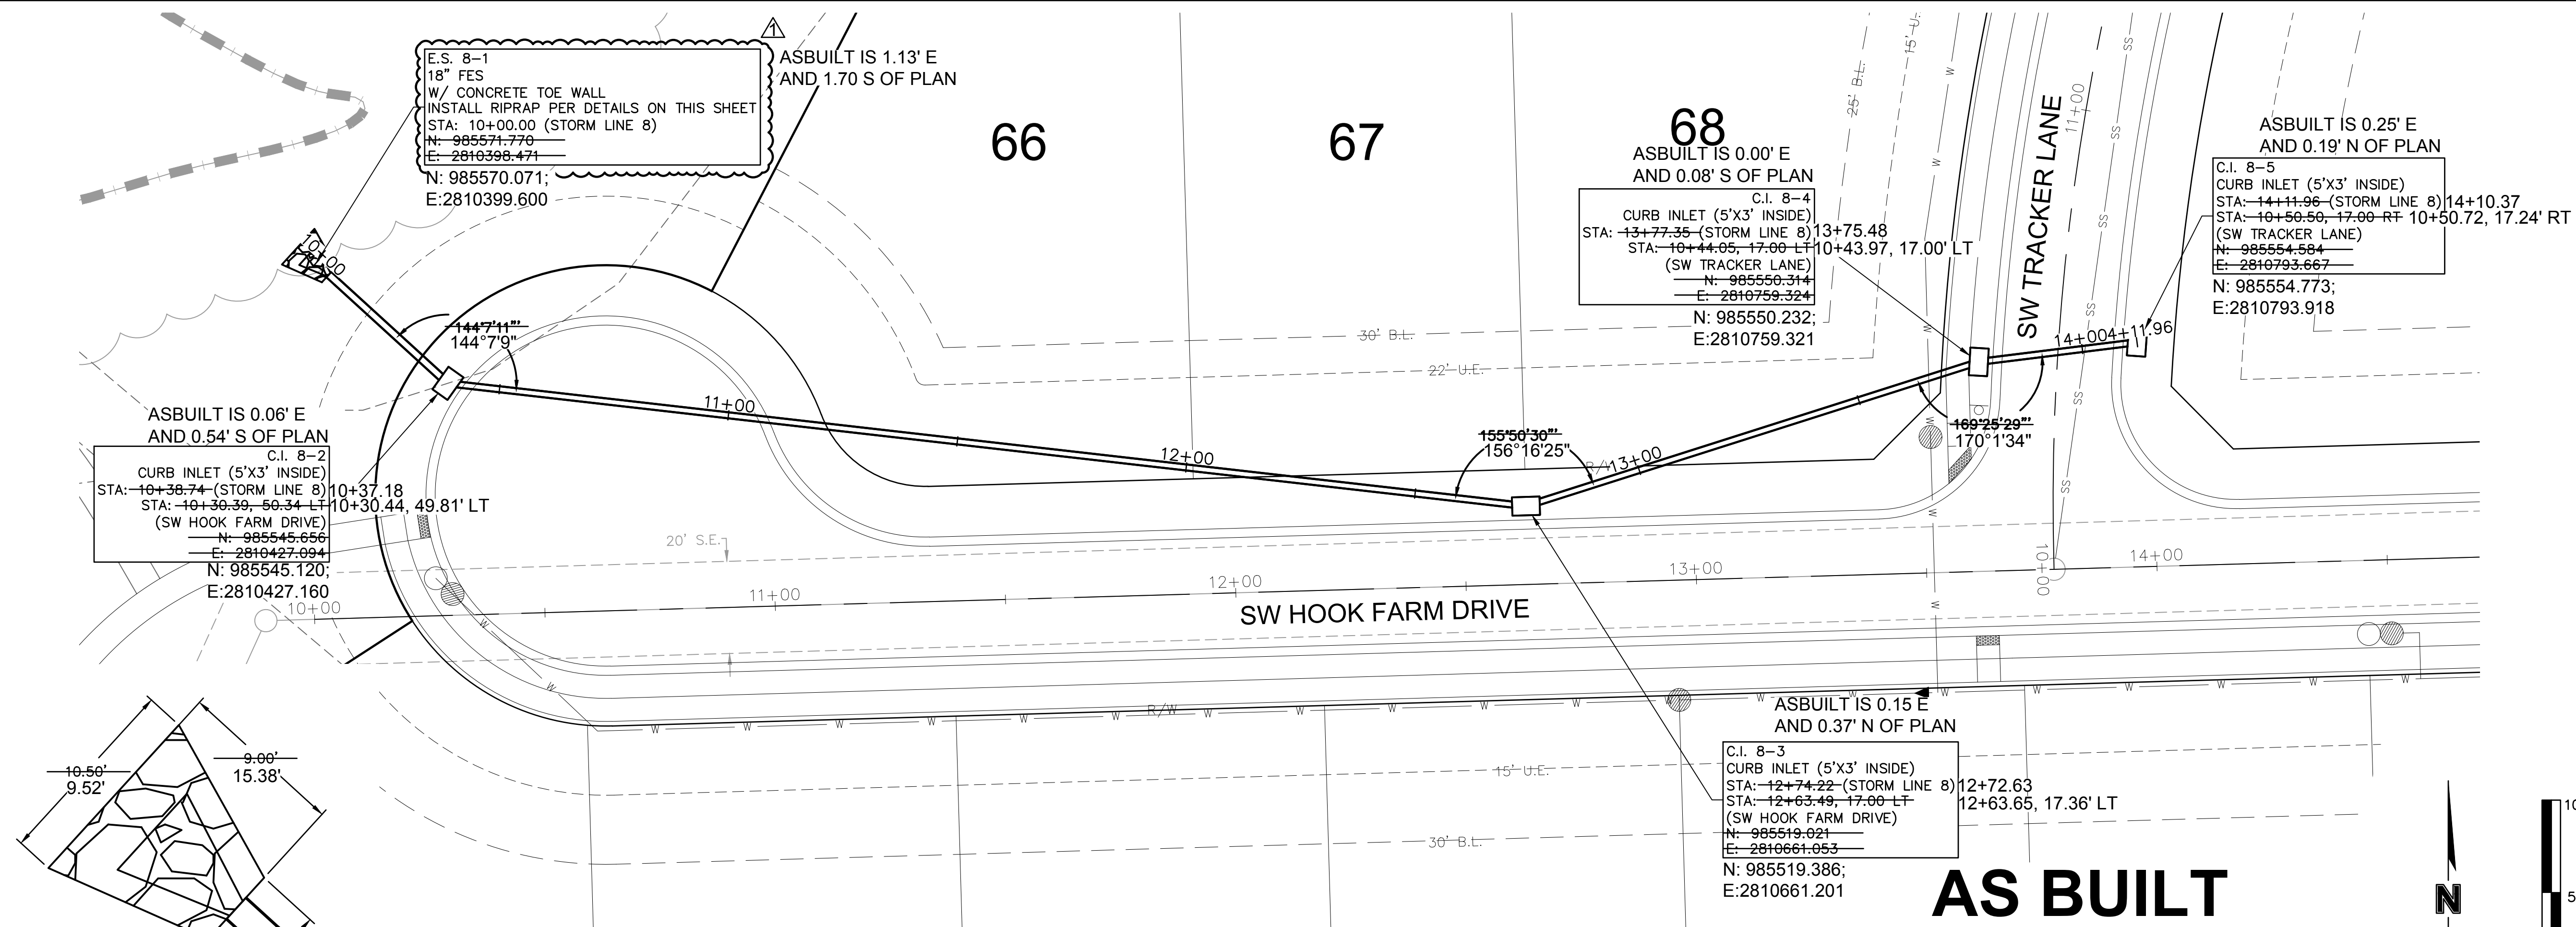 1
E.S. 8-1
18" FES
W/ CONCRETE TOE WALL
INSTALL RIPRAP PER DETAILS ON THIS SHEET
STA: 10+00.00 (STORM LINE 8)
N: 985571.770
E: 2810398.471
N: 985570.071;
E:2810399.600
ASBUILT IS 1.13' E
AND 1.70 S OF PLAN
66
67
68
25' B.L.
15' U.
SW TRACKER LANE
11+00
ASBUILT IS 0.00' E
AND 0.08' S OF PLAN
C.I. 8-4
CURB INLET (5'X3' INSIDE)
STA: 13+77.35 (STORM LINE 8) 13+75.48
STA: 10+44.05, 17.00 LT 10+43.97, 17.00' LT
(SW TRACKER LANE)
N: 985550.314
E: 2810759.324
N: 985550.232;
E:2810759.321
ASBUILT IS 0.25' E
AND 0.19' N OF PLAN
C.I. 8-5
CURB INLET (5'X3' INSIDE)
STA: 14+11.96 (STORM LINE 8) 14+10.37
STA: 10+50.50, 17.00 RT 10+50.72, 17.24' RT
(SW TRACKER LANE)
N: 985554.584
E: 2810793.667
N: 985554.773;
E:2810793.918
10+00
144°7'11"
144°7'9"
30' B.L.
22' U.E.
14+00
4+11.96
11+00
12+00
13+00
R/W
155°50'30"
156°16'25"
169°25'29"
170°1'34"
ASBUILT IS 0.06' E
AND 0.54' S OF PLAN
C.I. 8-2
CURB INLET (5'X3' INSIDE)
STA: 10+38.74 (STORM LINE 8) 10+37.18
STA: 10+30.39, 50.34 LT 10+30.44, 49.81' LT
(SW HOOK FARM DRIVE)
N: 985545.656
E: 2810427.094
N: 985545.120;
E:2810427.160
20' S.E.
10+00
11+00
12+00
13+00
10+00
14+00
SW HOOK FARM DRIVE
W
SS
R/W
15' U.E.
30' B.L.
ASBUILT IS 0.15 E
AND 0.37' N OF PLAN
C.I. 8-3
CURB INLET (5'X3' INSIDE)
STA: 12+74.22 (STORM LINE 8) 12+72.63
STA: 12+63.49, 17.00 LT 12+63.65, 17.36' LT
(SW HOOK FARM DRIVE)
N: 985519.021
E: 2810661.053
N: 985519.386;
E:2810661.201
10.50'
9.52'
9.00'
15.38'
AS BUILT
N
10
5